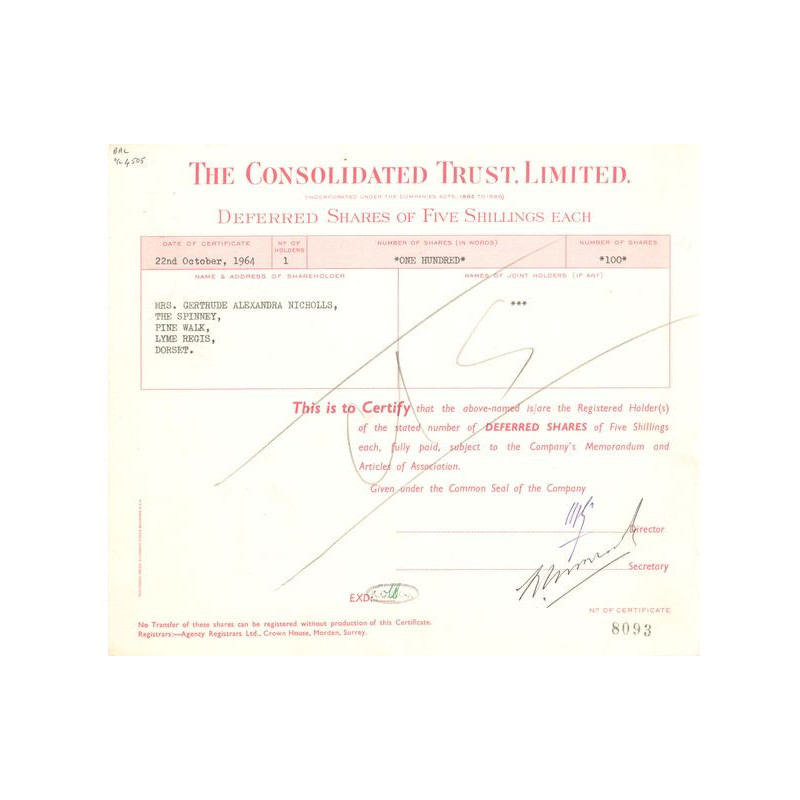 BAL
4505
THE CONSOLIDATED TRUST, LIMITED.
(INCORPORATED UNDER THE COMPANIES ACTS, 1862 TO 1886)
DEFERRED SHARES OF FIVE SHILLINGS EACH
DATE OF CERTIFICATE Nº OF HOLDERS NUMBER OF SHARES (IN WORDS) NUMBER OF SHARES
22nd October, 1964 1 *ONE HUNDRED* *100*
NAME & ADDRESS OF SHAREHOLDER NAMES OF JOINT HOLDERS (IF ANY)
MRS. GERTRUDE ALEXANDRA NICHOLLS, ***
THE SPINNEY,
PINE WALK,
LYME REGIS,
DORSET.
This is to Certify that the above-named is/are the Registered Holder(s)
of the stated number of DEFERRED SHARES of Five Shillings
each, fully paid, subject to the Company's Memorandum and
Articles of Association.
Given under the Common Seal of the Company
Director
Secretary
EXD.
Nº OF CERTIFICATE
8093
No Transfer of these shares can be registered without production of this Certificate.
Registrars:—Agency Registrars Ltd., Crown House, Morden, Surrey.